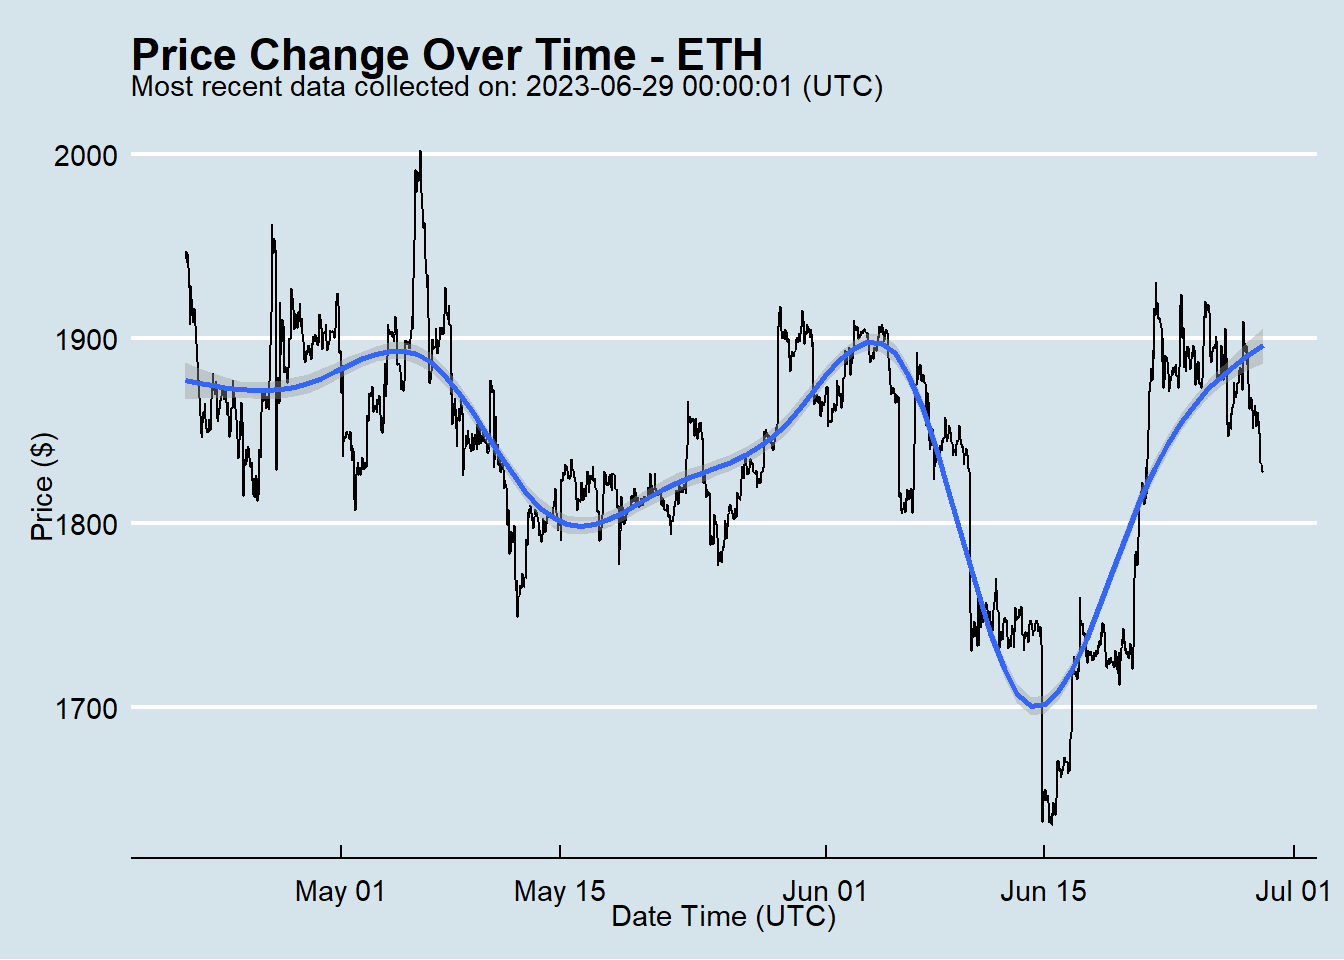 Price Change Over Time - ETH
Most recent data collected on: 2023-06-29 00:00:01 (UTC)
2000
1900
1800
1700
Price ($)
May 01 May 15 Jun 01 Jun 15 Jul 01
Date Time (UTC)